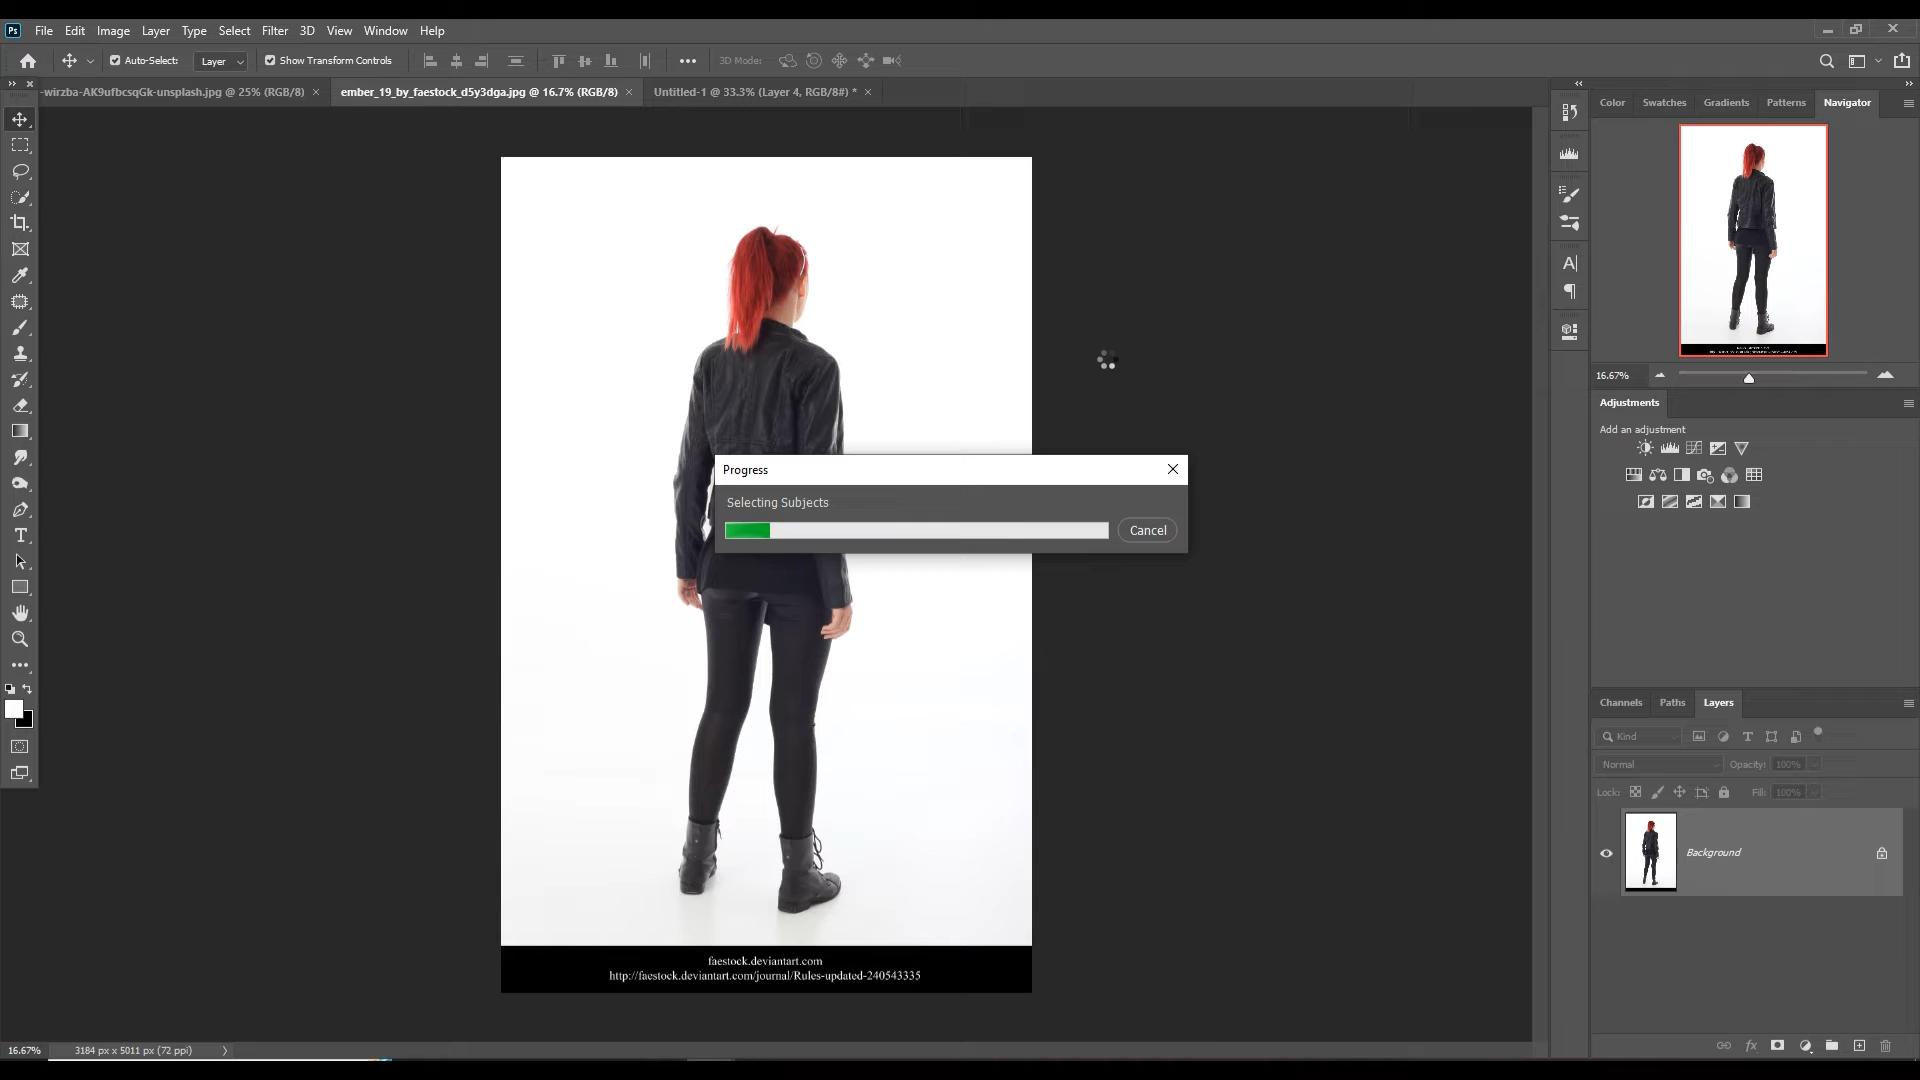 Ps File Edit Image Layer Type Select Filter 3D View Window Help
Auto-Select: Layer Show Transform Controls 3D Mode:
-wirzba-AK9ufbcsqGk-unsplash.jpg @ 25% (RGB/8) ember_19_by_faestock_d5y3dga.jpg @ 16.7% (RGB/8) Untitled-1 @ 33.3% (Layer 4, RGB/8#) *
Color Swatches Gradients Patterns Navigator
16.67%
Adjustments
Add an adjustment
Progress
Selecting Subjects
Cancel
Channels Paths Layers
Kind
Normal Opacity: 100%
Lock: Fill: 100%
Background
faestock.deviantart.com
http://faestock.deviantart.com/journal/Rules-updated-240543335
16.67% 3184 px x 5011 px (72 ppi)